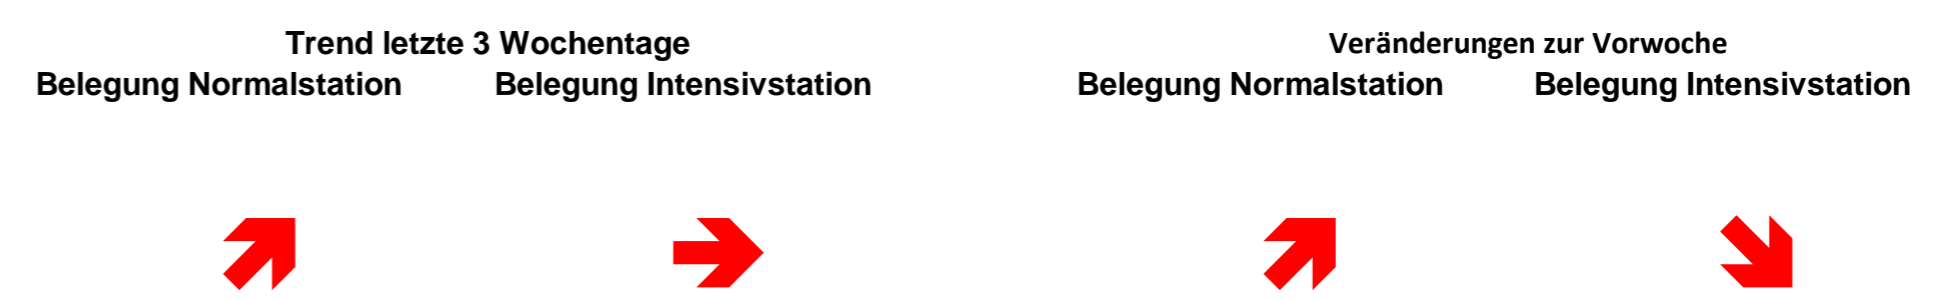 Trend letzte 3 Wochentage
Belegung Normalstation Belegung Intensivstation
Veränderungen zur Vorwoche
Belegung Normalstation Belegung Intensivstation